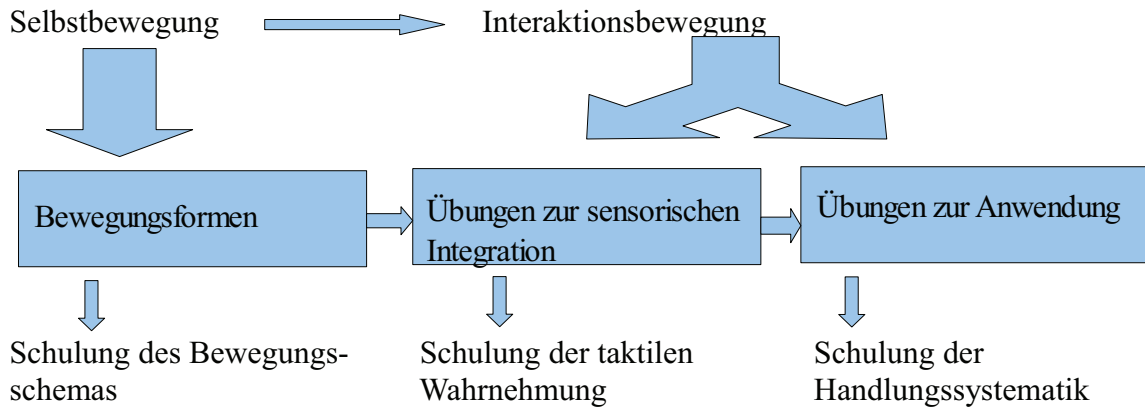 Selbstbewegung
Interaktionsbewegung
Bewegungsformen
Übungen zur sensorischen
Integration
Übungen zur Anwendung
Schulung des Bewegungs-
schemas
Schulung der taktilen
Wahrnehmung
Schulung der
Handlungssystematik